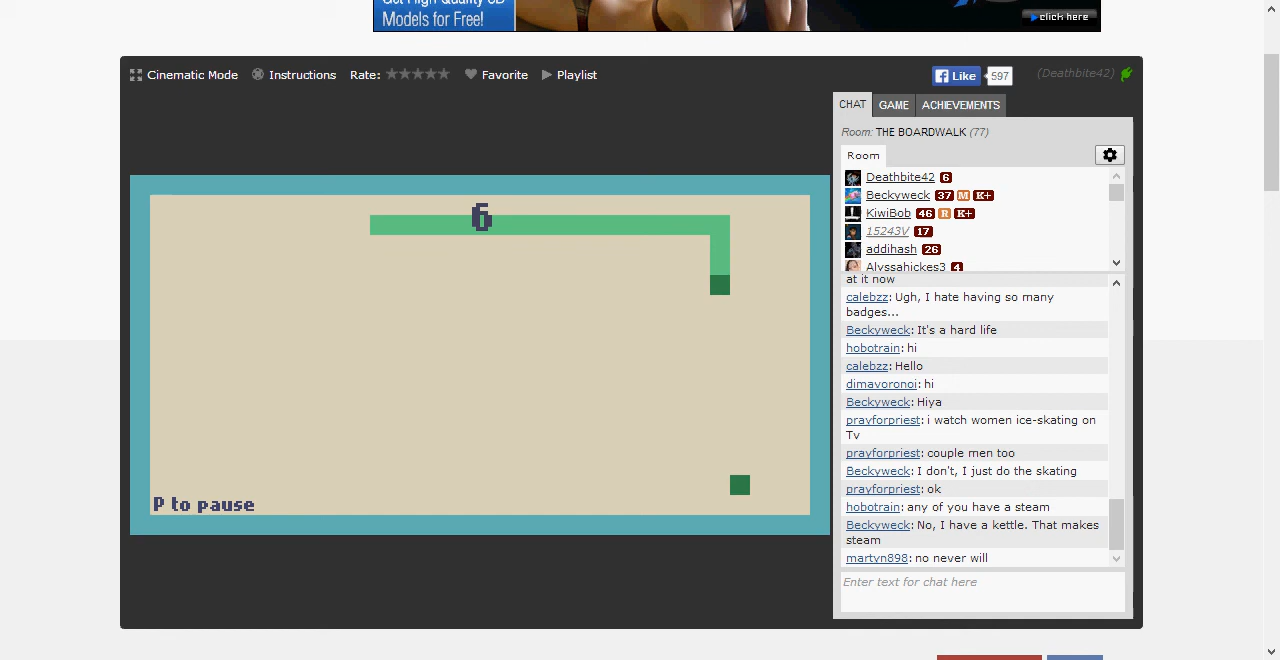 Get High Quality 3D
Models for Free!
click here
Cinematic Mode Instructions Rate: Favorite Playlist
Like 597 (Deathbite42)
CHAT GAME ACHIEVEMENTS
Room: THE BOARDWALK (77)
Room
Deathbite42 6
Beckyweck 37 M K+
KiwiBob 46 R K+
15243V 17
addihash 26
Alyssahickes3 4
at it now
calebzz: Ugh, I hate having so many
badges...
Beckyweck: It's a hard life
hobotrain: hi
calebzz: Hello
dimavoronoi: hi
Beckyweck: Hiya
prayforpriest: i watch women ice-skating on
Tv
prayforpriest: couple men too
Beckyweck: I don't, I just do the skating
prayforpriest: ok
hobotrain: any of you have a steam
Beckyweck: No, I have a kettle. That makes
steam
martyn898: no never will
Enter text for chat here
6
P to pause